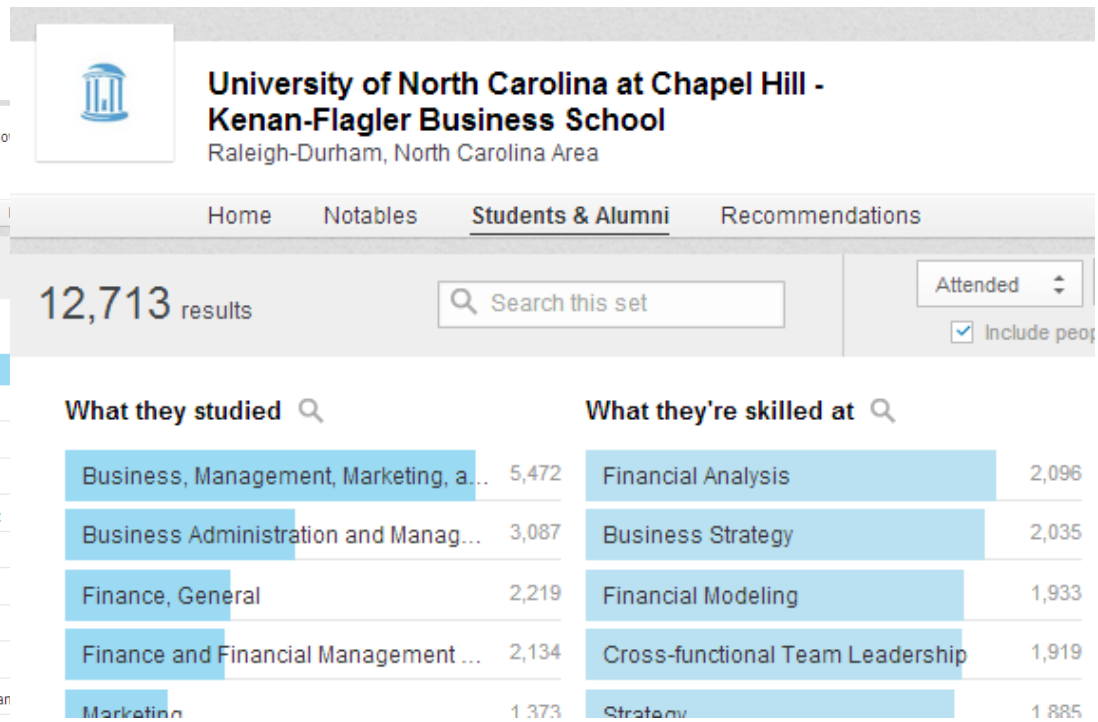 University of North Carolina at Chapel Hill -
Kenan-Flagler Business School
Raleigh-Durham, North Carolina Area
Home Notables Students & Alumni Recommendations
12,713 results
Search this set
Attended
Include peop
What they studied
Business, Management, Marketing, a... 5,472
Business Administration and Manag... 3,087
Finance, General 2,219
Finance and Financial Management ... 2,134
Marketing 1,373
What they're skilled at
Financial Analysis 2,096
Business Strategy 2,035
Financial Modeling 1,933
Cross-functional Team Leadership 1,919
Strategy 1,885